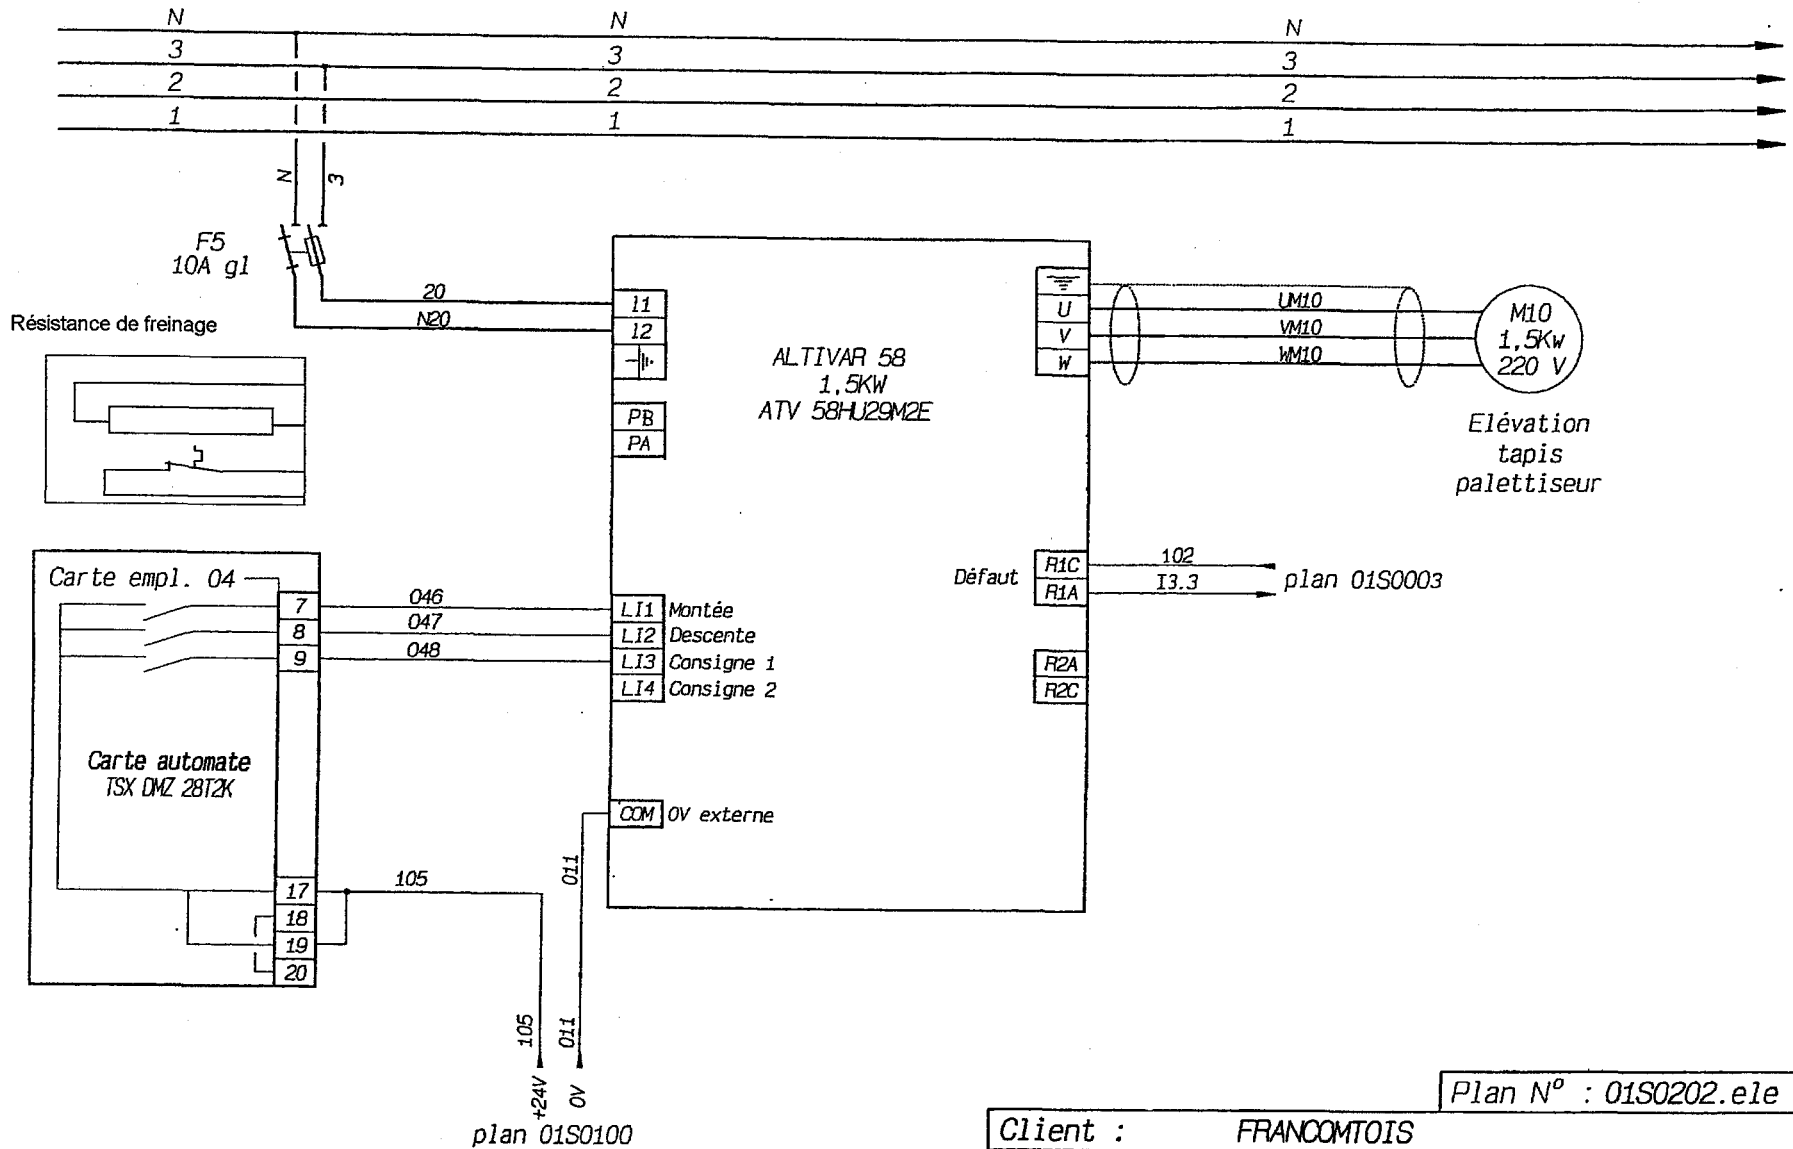 N N N
3 3 3
2 2 2
1 1 1
N 3
F5
10A gl
20
N20
Résistance de freinage
l1
l2
PB
PA
ALTIVAR 58
1,5KW
ATV 58HU29M2E
U
V
W
UM10
VM10
WM10
M10
1,5Kw
220 V
Elévation
tapis
palettiseur
Carte empl. 04
7
8
9
046
047
048
LI1 Montée
LI2 Descente
LI3 Consigne 1
LI4 Consigne 2
Défaut
R1C
R1A
102
I3.3
plan 01S0003
R2A
R2C
Carte automate
TSX DMZ 28T2K
COM 0V externe
17
18
19
20
105
011
105
011
+24V
0V
plan 01S0100
Plan N° : 01S0202.ele
Client : FRANCOMTOIS